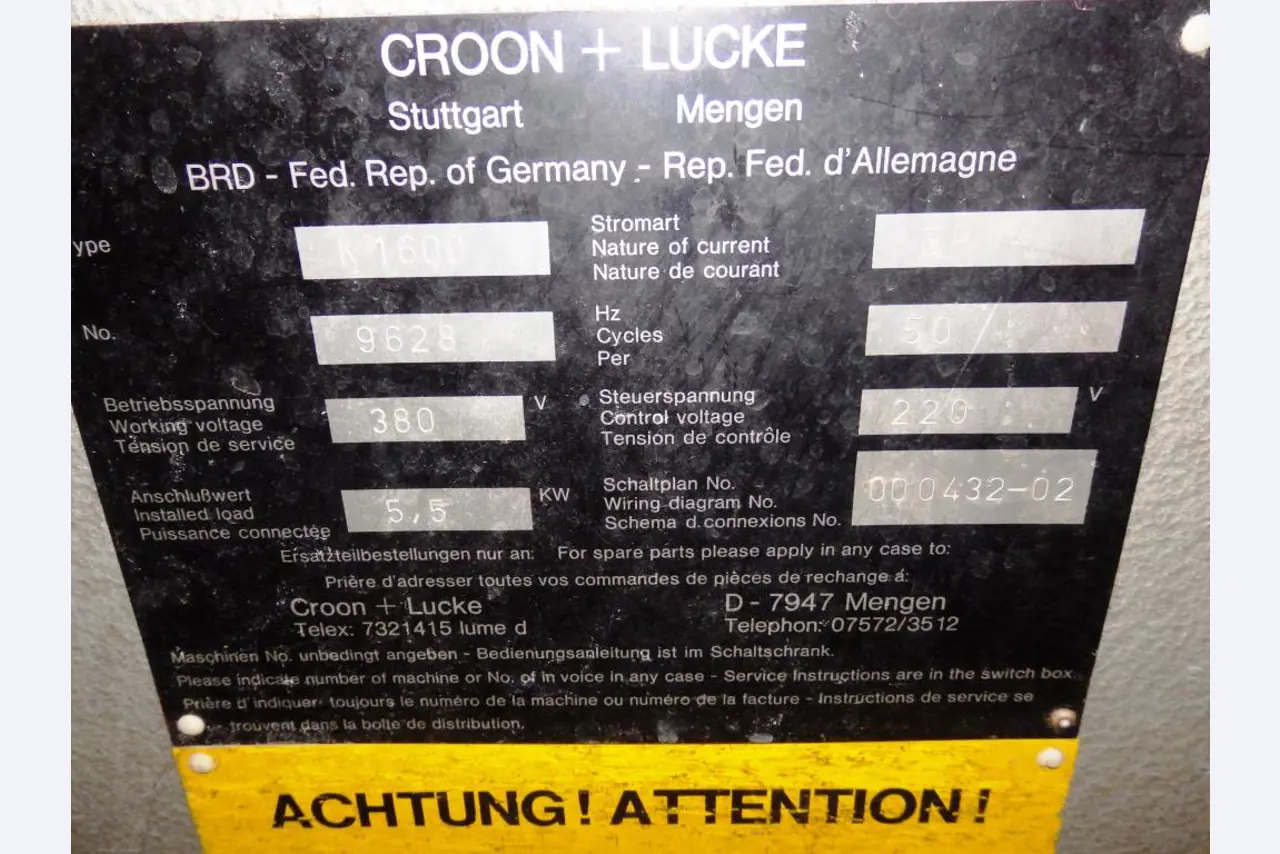 CROON + LUCKE
Stuttgart Mengen
BRD - Fed. Rep. of Germany - Rep. Fed. d'Allemagne
ype K 1600
Stromart
Nature of current
Nature de courant
No. 9628
Hz
Cycles 50
Per
Betriebsspannung
Working voltage 380 V
Tension de service
Steuerspannung
Control voltage 220 V
Tension de contrôle
Anschlußwert
Installed load 5,5 KW
Puissance connectée
Schaltplan No.
Wiring diagram No. 000432-02
Schema d.connexions No.
Ersatzteilbestellungen nur an: For spare parts please apply in any case to:
Prière d'adresser toutes vos commandes de pièces de rechange á:
Croon + Lucke D - 7947 Mengen
Telex: 7321415 lume d Telephon: 07572/3512
Maschinen No. unbedingt angeben - Bedienungsanleitung ist im Schaltschrank.
Please indicate number of machine or No. of in voice in any case - Service Instructions are in the switch box.
Prière d'indiquer toujours le numéro de la machine ou numéro de la facture - Instructions de service se
trouvent dans la boîte de distribution.
ACHTUNG! ATTENTION!